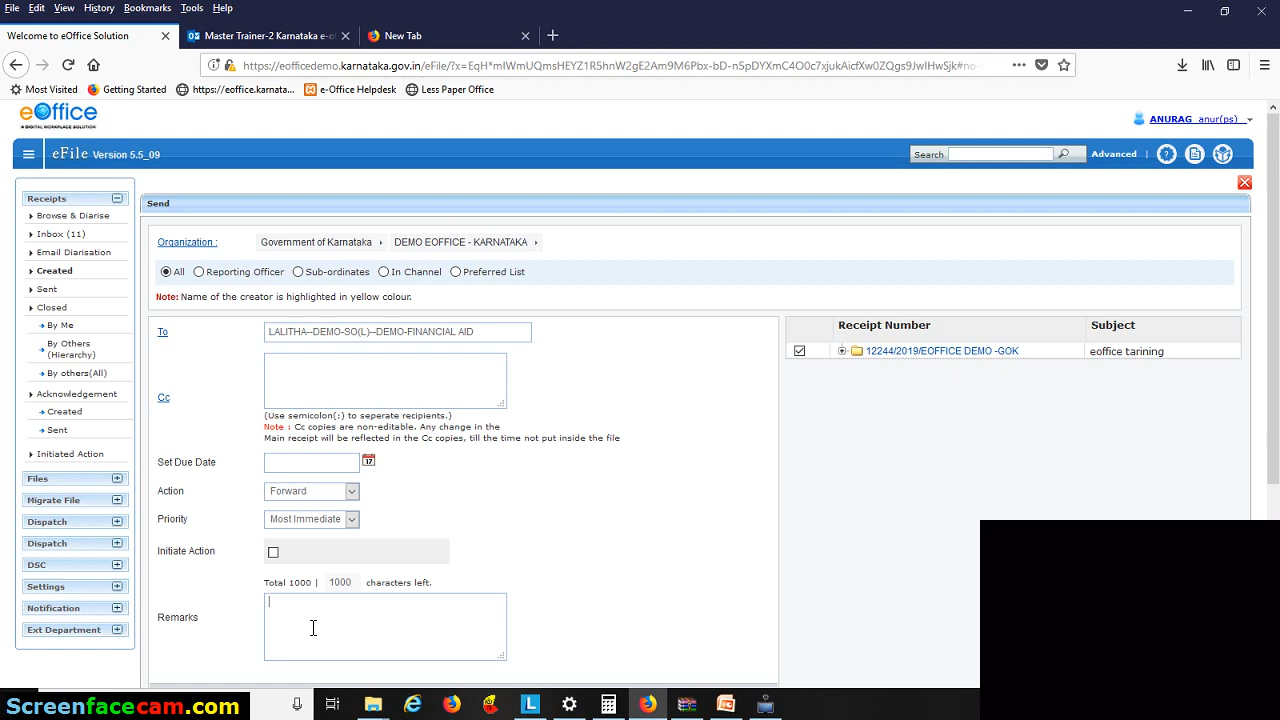 File Edit View History Bookmarks Tools Help
Welcome to eOffice Solution
Master Trainer-2 Karnataka e-o
New Tab
https://eofficedemo.karnataka.gov.in/eFile/?x=EqH*mIWmUQmsHEYZ1R5hnW2gE2Am9M6Pbx-bD-n5pDYXmC4O0c7xjukAicfXw0ZQgs9JwIHwSjk#no
Most Visited Getting Started https://eoffice.karnata... e-Office Helpdesk Less Paper Office
eOffice
A DIGITAL WORKPLACE SOLUTION
ANURAG anur(ps)
eFile Version 5.5_09
Search Advanced
Receipts
Browse & Diarise
Inbox (11)
Email Diarisation
Created
Sent
Closed
By Me
By Others
(Hierarchy)
By others(All)
Acknowledgement
Created
Sent
Initiated Action
Files
Migrate File
Dispatch
Dispatch
DSC
Settings
Notification
Ext Department
Send
Organization : Government of Karnataka DEMO EOFFICE - KARNATAKA
All Reporting Officer Sub-ordinates In Channel Preferred List
Note: Name of the creator is highlighted in yellow colour.
To LALITHA--DEMO-SO(L)--DEMO-FINANCIAL AID
Cc
(Use semicolon(;) to seperate recipients.)
Note : Cc copies are non-editable. Any change in the
Main receipt will be reflected in the Cc copies, till the time not put inside the file
Set Due Date 17
Action Forward
Priority Most Immediate
Initiate Action
Total 1000 | 1000 characters left.
Remarks
Receipt Number Subject
12244/2019/EOFFICE DEMO -GOK eoffice tarining
Screenfacecam.com